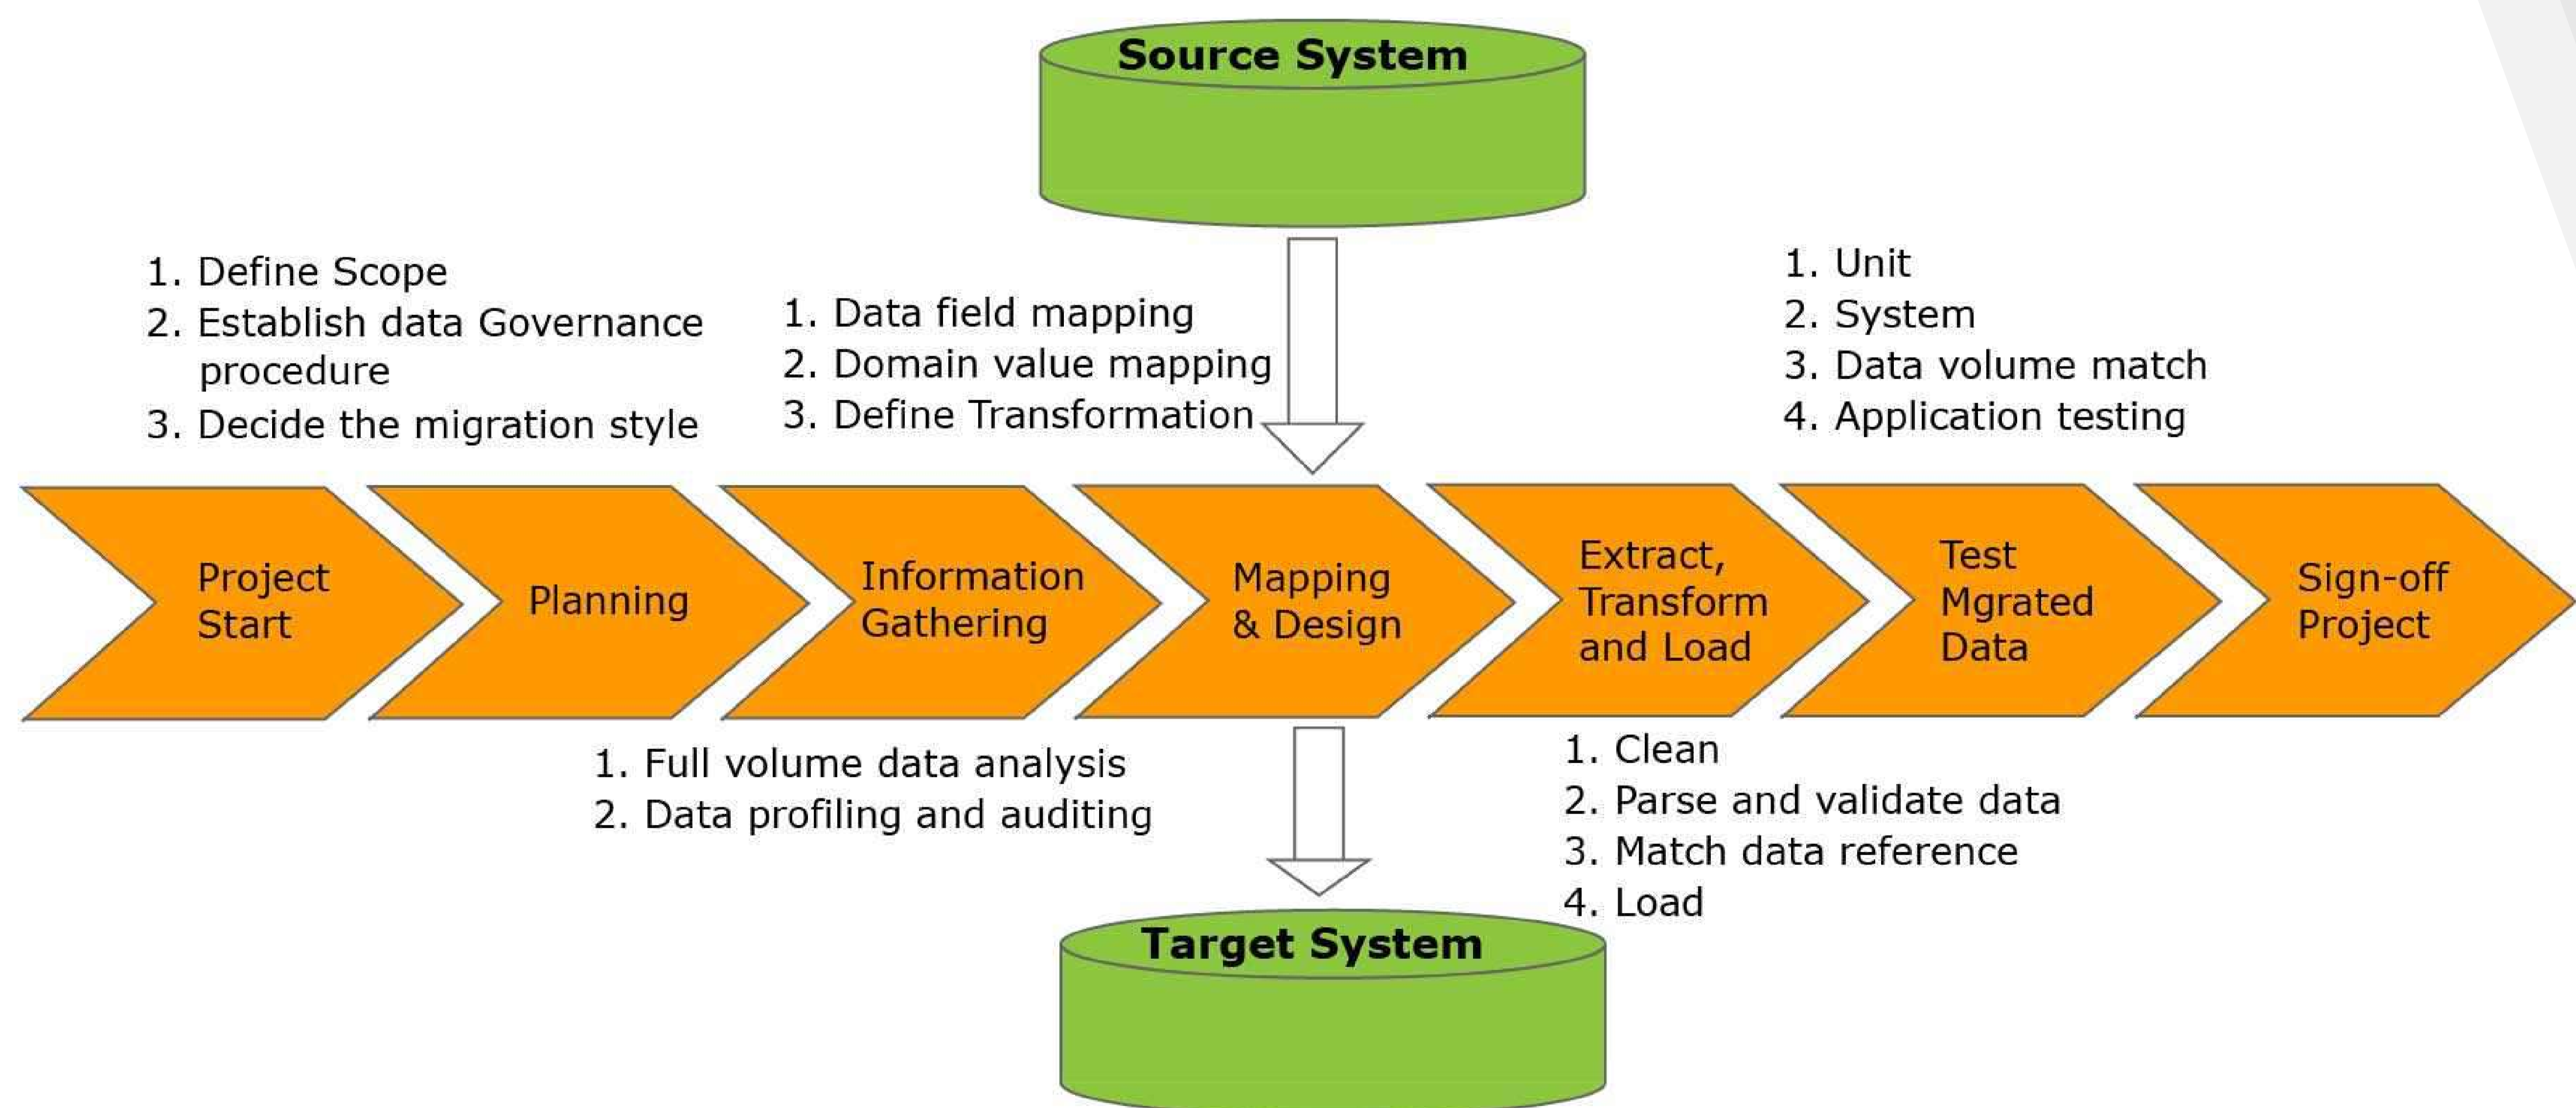 Source System
1. Define Scope
2. Establish data Governance
procedure
3. Decide the migration style
1. Data field mapping
2. Domain value mapping
3. Define Transformation
1. Unit
2. System
3. Data volume match
4. Application testing
Project
Start
Planning
Information
Gathering
Mapping
& Design
Extract,
Transform
and Load
Test
Mgrated
Data
Sign-off
Project
1. Full volume data analysis
2. Data profiling and auditing
1. Clean
2. Parse and validate data
3. Match data reference
4. Load
Target System